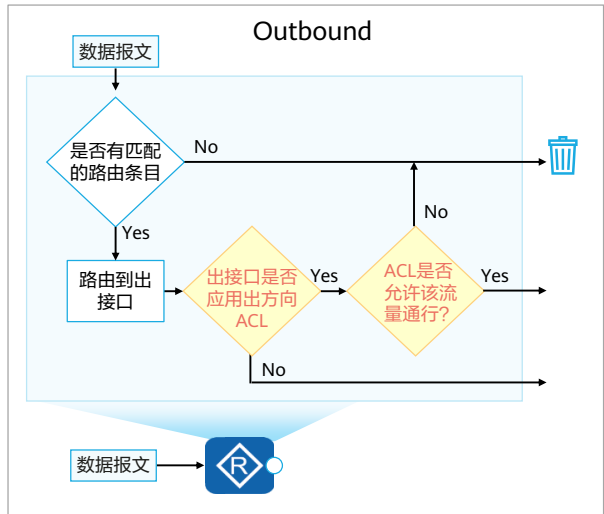 Outbound
数据报文
是否有匹配
的路由条目
No
No
Yes
路由到出
接口
出接口是否
应用出方向
ACL
Yes
ACL是否
允许该流
量通行?
Yes
No
数据报文
R